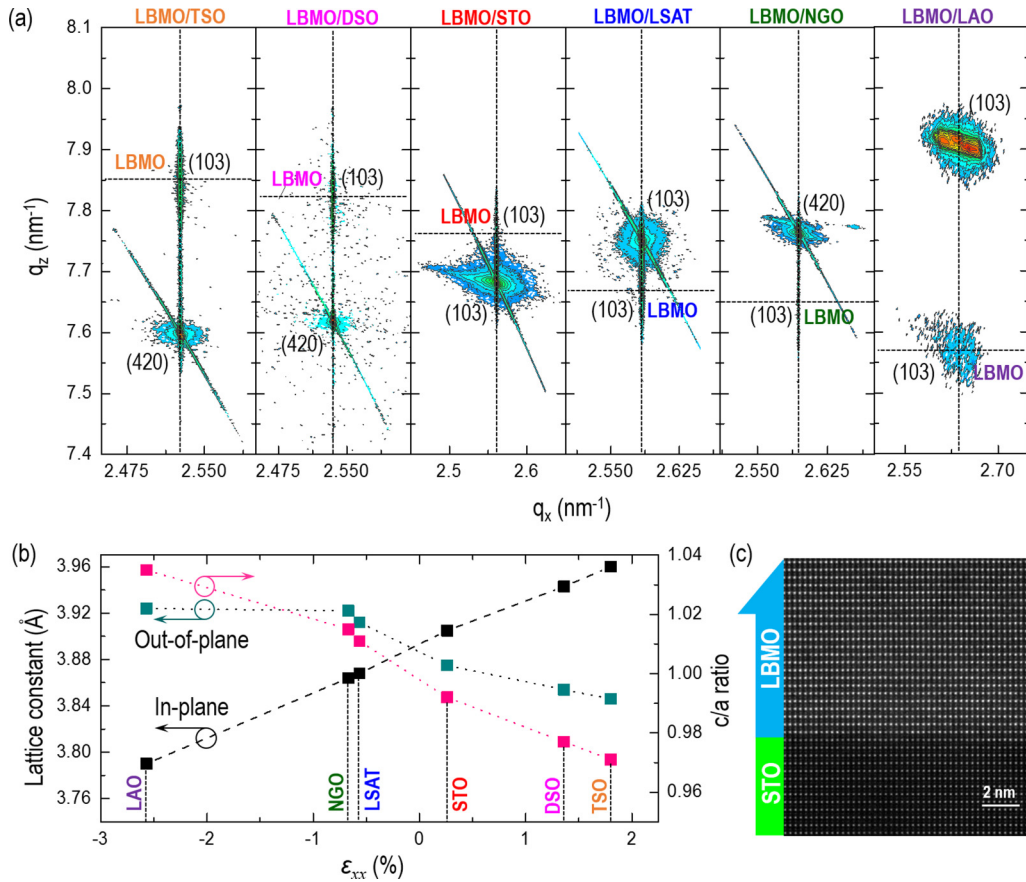 (a)
LBMO/TSO LBMO/DSO LBMO/STO LBMO/LSAT LBMO/NGO LBMO/LAO
8.1
8.0
7.9
7.8
7.7
7.6
7.5
7.4
q_z (nm⁻¹)
LBMO (103)
(420)
LBMO (103)
(420)
LBMO (103)
(103)
(103)
(103) LBMO
(420)
(103) LBMO
(103)
(103) LBMO
2.475 2.550 2.475 2.550 2.5 2.6 2.550 2.625 2.550 2.625 2.55 2.70
q_x (nm⁻¹)
(b)
3.96
3.92
3.88
3.84
3.80
3.76
Lattice constant (Å)
Out-of-plane
In-plane
LAO
NGO
LSAT
STO
DSO
TSO
1.04
1.02
1.00
0.98
0.96
c/a ratio
-3 -2 -1 0 1 2
ε_xx (%)
(c)
LBMO
STO
2 nm